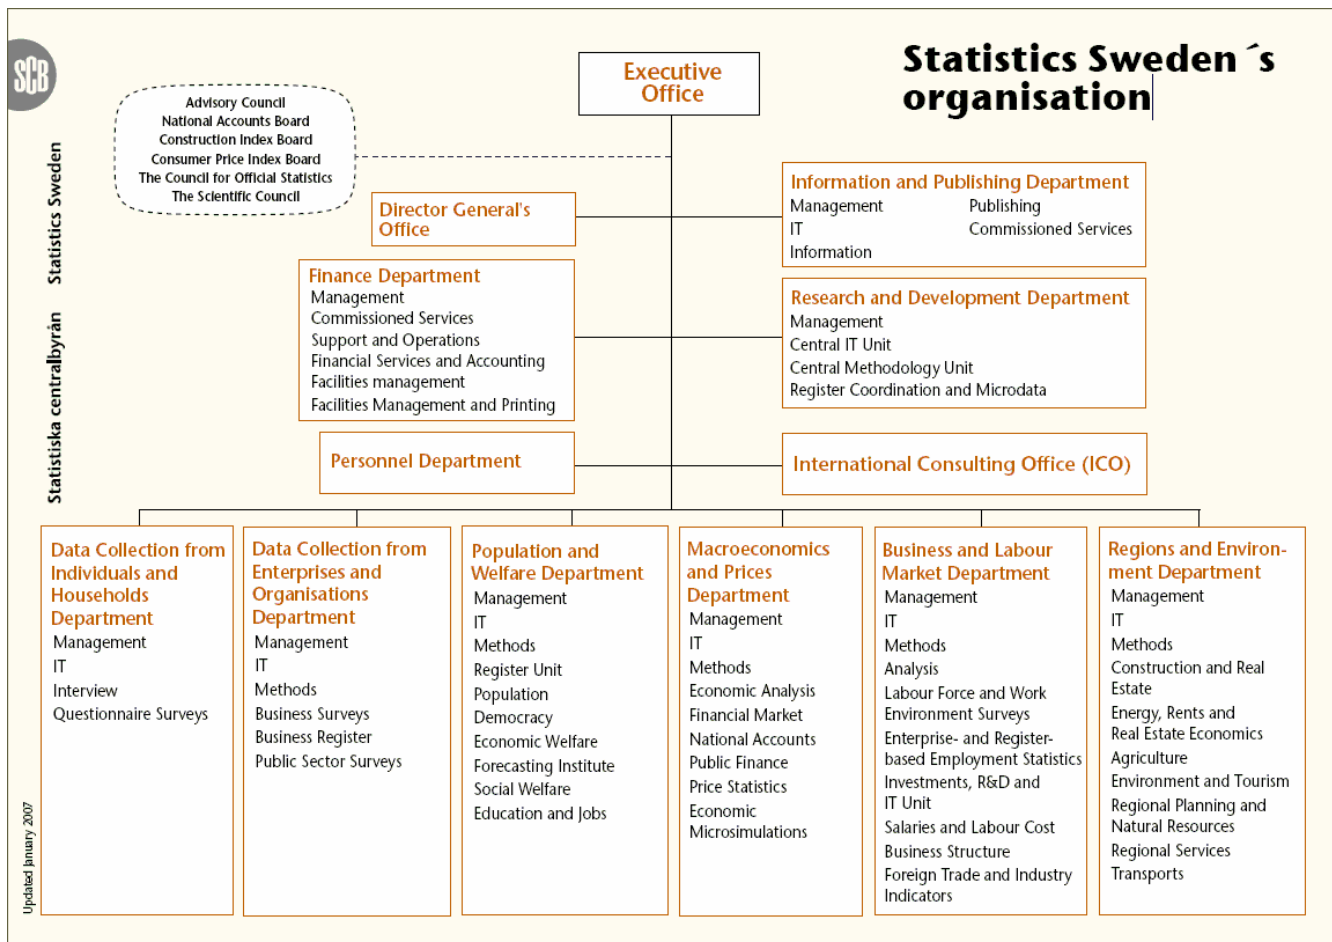 SCB
Statistics Sweden´s
organisation
Executive
Office
Advisory Council
National Accounts Board
Construction Index Board
Consumer Price Index Board
The Council for Official Statistics
The Scientific Council
Statistiska centralbyrån Statistics Sweden
Director General's
Office
Information and Publishing Department
Management Publishing
IT Commissioned Services
Information
Finance Department
Management
Commissioned Services
Support and Operations
Financial Services and Accounting
Facilities management
Facilities Management and Printing
Research and Development Department
Management
Central IT Unit
Central Methodology Unit
Register Coordination and Microdata
Personnel Department
International Consulting Office (ICO)
Data Collection from
Individuals and
Households
Department
Management
IT
Interview
Questionnaire Surveys
Data Collection from
Enterprises and
Organisations
Department
Management
IT
Methods
Business Surveys
Business Register
Public Sector Surveys
Population and
Welfare Department
Management
IT
Methods
Register Unit
Population
Democracy
Economic Welfare
Forecasting Institute
Social Welfare
Education and Jobs
Macroeconomics
and Prices
Department
Management
IT
Methods
Economic Analysis
Financial Market
National Accounts
Public Finance
Price Statistics
Economic
Microsimulations
Business and Labour
Market Department
Management
IT
Methods
Analysis
Labour Force and Work
Environment Surveys
Enterprise- and Register-
based Employment Statistics
Investments, R&D and
IT Unit
Salaries and Labour Cost
Business Structure
Foreign Trade and Industry
Indicators
Regions and Environ-
ment Department
Management
IT
Methods
Construction and Real
Estate
Energy, Rents and
Real Estate Economics
Agriculture
Environment and Tourism
Regional Planning and
Natural Resources
Regional Services
Transports
Updated January 2007